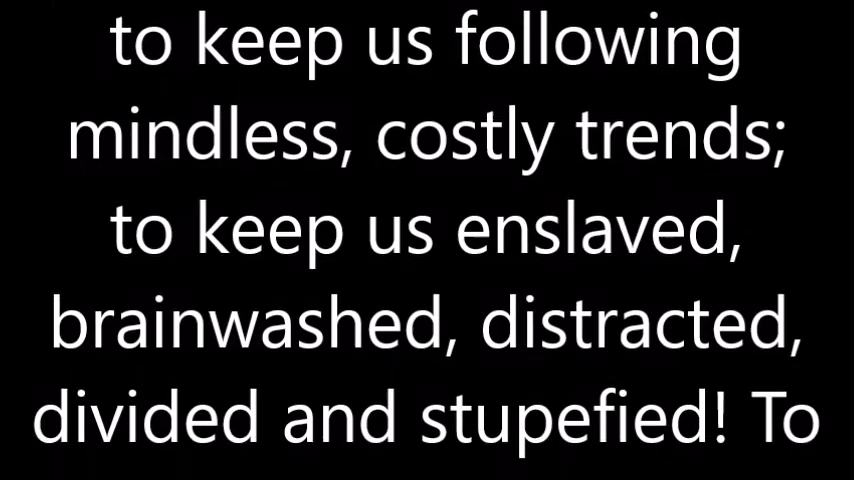 to keep us following
mindless, costly trends;
to keep us enslaved,
brainwashed, distracted,
divided and stupefied! To